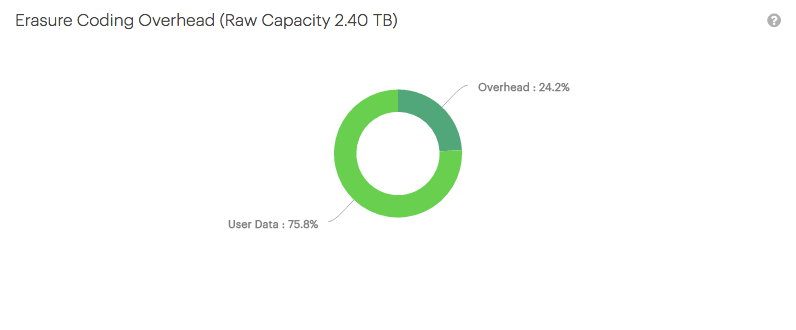 Erasure Coding Overhead (Raw Capacity 2.40 TB)
?
Overhead : 24.2%
User Data : 75.8%